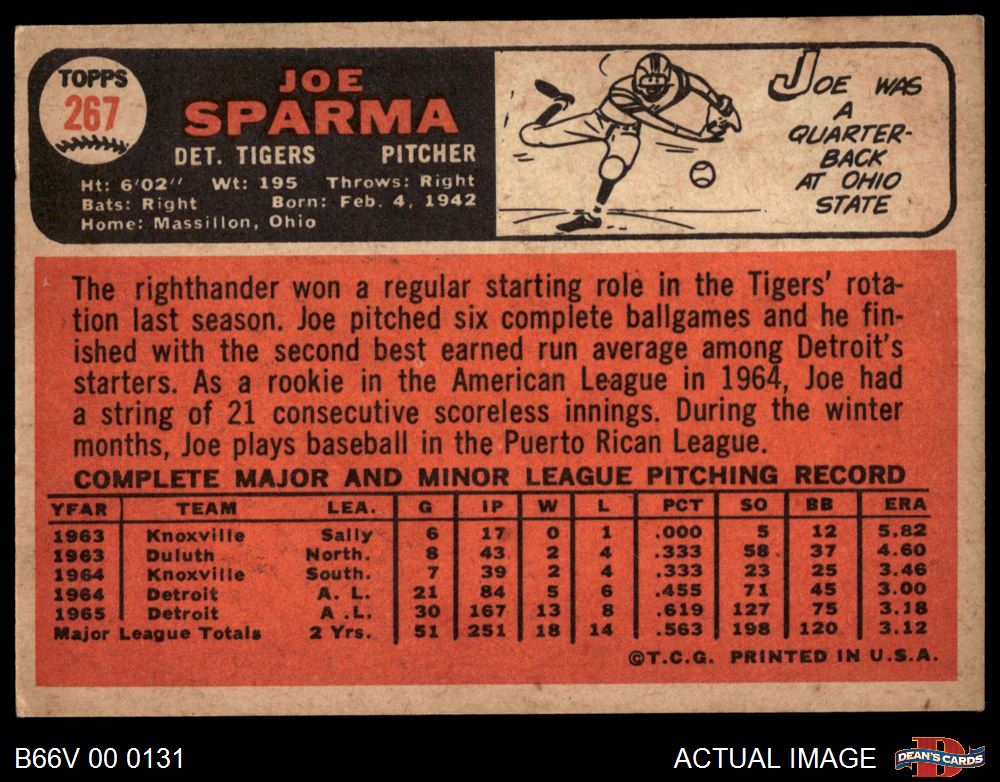 TOPPS
267
JOE
SPARMA
DET. TIGERS PITCHER
Ht: 6'02" Wt: 195 Throws: Right
Bats: Right Born: Feb. 4, 1942
Home: Massillon, Ohio
JOE WAS
A
QUARTER-
BACK
AT OHIO
STATE
The righthander won a regular starting role in the Tigers' rota-
tion last season. Joe pitched six complete ballgames and he fin-
ished with the second best earned run average among Detroit's
starters. As a rookie in the American League in 1964, Joe had
a string of 21 consecutive scoreless innings. During the winter
months, Joe plays baseball in the Puerto Rican League.
COMPLETE MAJOR AND MINOR LEAGUE PITCHING RECORD
YEAR TEAM LEA. G IP W L PCT SO BB ERA
1963 Knoxville Sally 6 17 0 1 .000 5 12 5.82
1963 Duluth North. 8 43 2 4 .333 58 37 4.60
1964 Knoxville South. 7 39 2 4 .333 23 25 3.46
1964 Detroit A. L. 21 84 5 6 .455 71 45 3.00
1965 Detroit A .L. 30 167 13 8 .619 127 75 3.18
Major League Totals 2 Yrs. 51 251 18 14 .563 198 120 3.12
©T.C.G. PRINTED IN U.S.A.
B66V 00 0131
ACTUAL IMAGE
D
DEAN'S CARDS